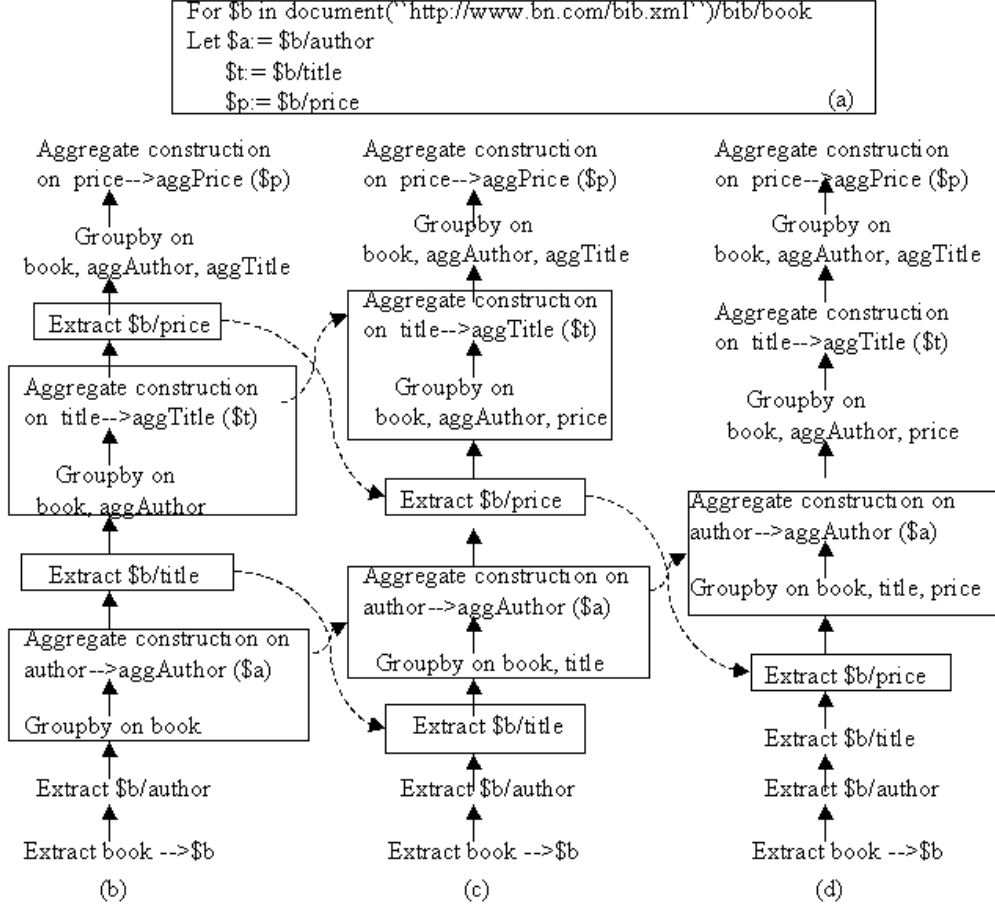 For $b in document(``http://www.bn.com/bib.xml``)/bib/book
Let $a:= $b/author
$t:= $b/title
$p:= $b/price
(a)
Aggregate construction
on price-->aggPrice ($p)
Groupby on
book, aggAuthor, aggTitle
Extract $b/price
Aggregate construction
on title-->aggTitle ($t)
Groupby on
book, aggAuthor
Extract $b/title
Aggregate construction on
author-->aggAuthor ($a)
Groupby on book
Extract $b/author
Extract book -->$b
(b)
Aggregate construction
on price-->aggPrice ($p)
Groupby on
book, aggAuthor, aggTitle
Aggregate construction
on title-->aggTitle ($t)
Groupby on
book, aggAuthor, price
Extract $b/price
Aggregate construction on
author-->aggAuthor ($a)
Groupby on book, title
Extract $b/title
Extract $b/author
Extract book -->$b
(c)
Aggregate construction
on price-->aggPrice ($p)
Groupby on
book, aggAuthor, aggTitle
Aggregate construction
on title-->aggTitle ($t)
Groupby on
book, aggAuthor, price
Aggregate construction on
author-->aggAuthor ($a)
Groupby on book, title, price
Extract $b/price
Extract $b/title
Extract $b/author
Extract book -->$b
(d)